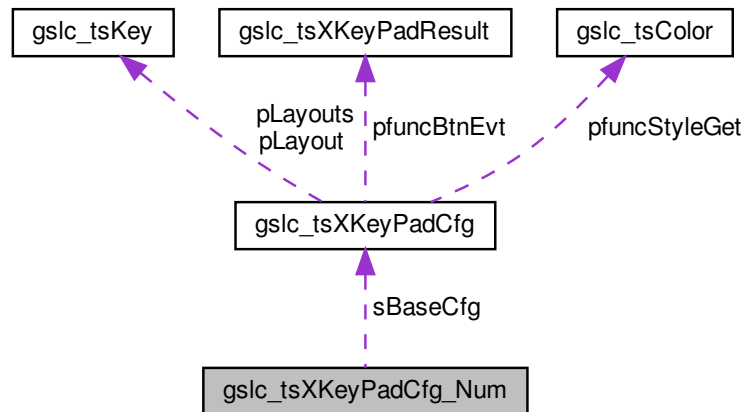 gslc_tsKey
gslc_tsXKeyPadResult
gslc_tsColor
pLayouts
pLayout
pfuncBtnEvt
pfuncStyleGet
gslc_tsXKeyPadCfg
sBaseCfg
gslc_tsXKeyPadCfg_Num